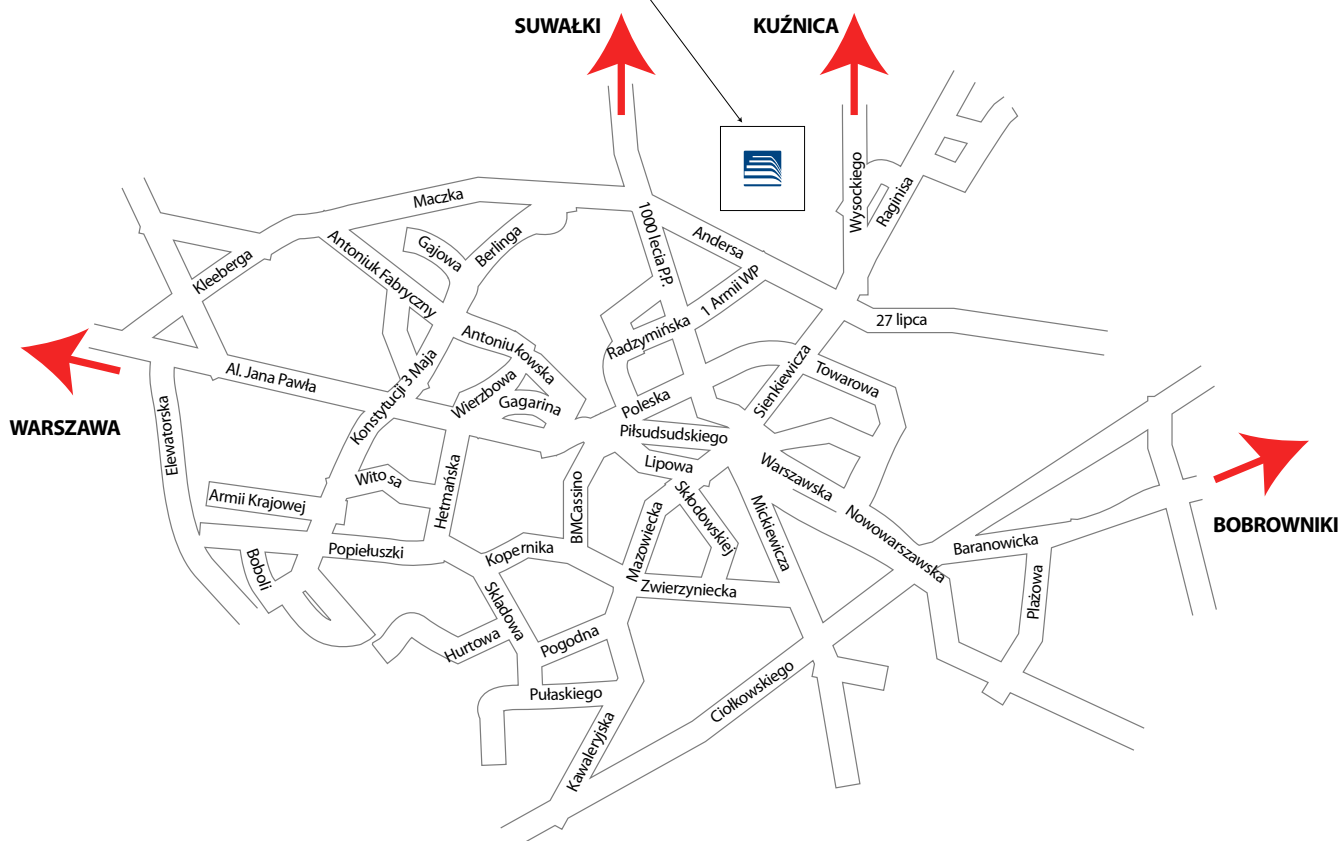 SUWAŁKI
KUŹNICA
Wysockiego
Raginisa
Maczka
1000 lecia P.P.
Andersa
Gajowa
Berlinga
Antoniuk Fabryczny
Kleeberga
1 Armii WP
27 lipca
Radzymińska
Antoniukowska
Al. Jana Pawła
Konstytucji 3 Maja
Wierzbowa
Gagarina
Sienkiewicza
Towarowa
Poleska
WARSZAWA
Elewatorska
Piłsudsudskiego
Lipowa
Warszawska
Witosa
Hetmańska
BMCassino
Skłodowskiej
Mickiewicza
Armii Krajowej
Nowowarszawska
BOBROWNIKI
Popiełuszki
Kopernika
Mazowiecka
Baranowicka
Boboli
Zwierzyniecka
Plażowa
Składowa
Hurtowa
Pogodna
Pułaskiego
Ciołkowskiego
Kawaleryjska